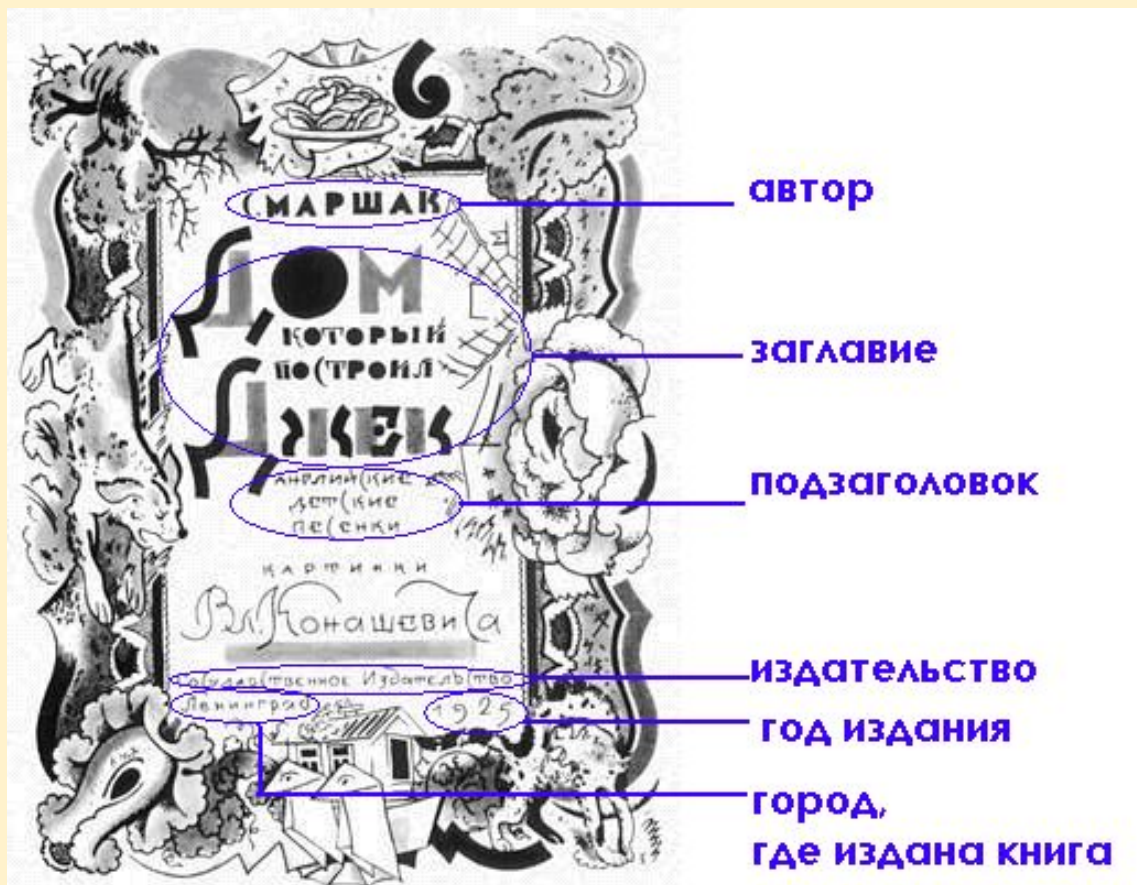 С МАРШАК
ДОМ
КОТОРЫЙ
ПОСТРОИЛ
ДЖЕК
АНГЛИЙСКИЕ
ДЕТСКИЕ
ПЕСЕНКИ
КАРТИНКИ
Вл. Конашевича
Государственное Издательство
Ленинград
1925
автор
заглавие
подзаголовок
издательство
год издания
город,
где издана книга